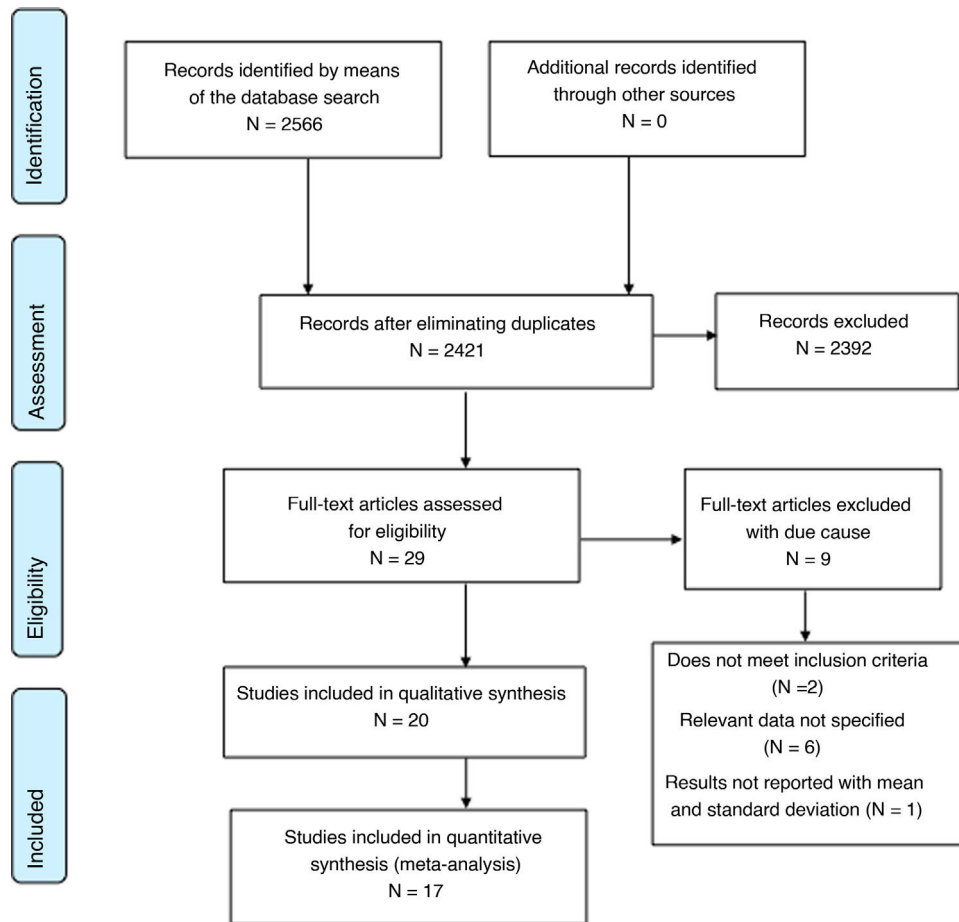 Identification
Records identified by means
of the database search
N = 2566
Additional records identified
through other sources
N = 0
Assessment
Records after eliminating duplicates
N = 2421
Records excluded
N = 2392
Eligibility
Full-text articles assessed
for eligibility
N = 29
Full-text articles excluded
with due cause
N = 9
Does not meet inclusion criteria
(N =2)
Relevant data not specified
(N = 6)
Results not reported with mean
and standard deviation (N = 1)
Included
Studies included in qualitative synthesis
N = 20
Studies included in quantitative
synthesis (meta-analysis)
N = 17